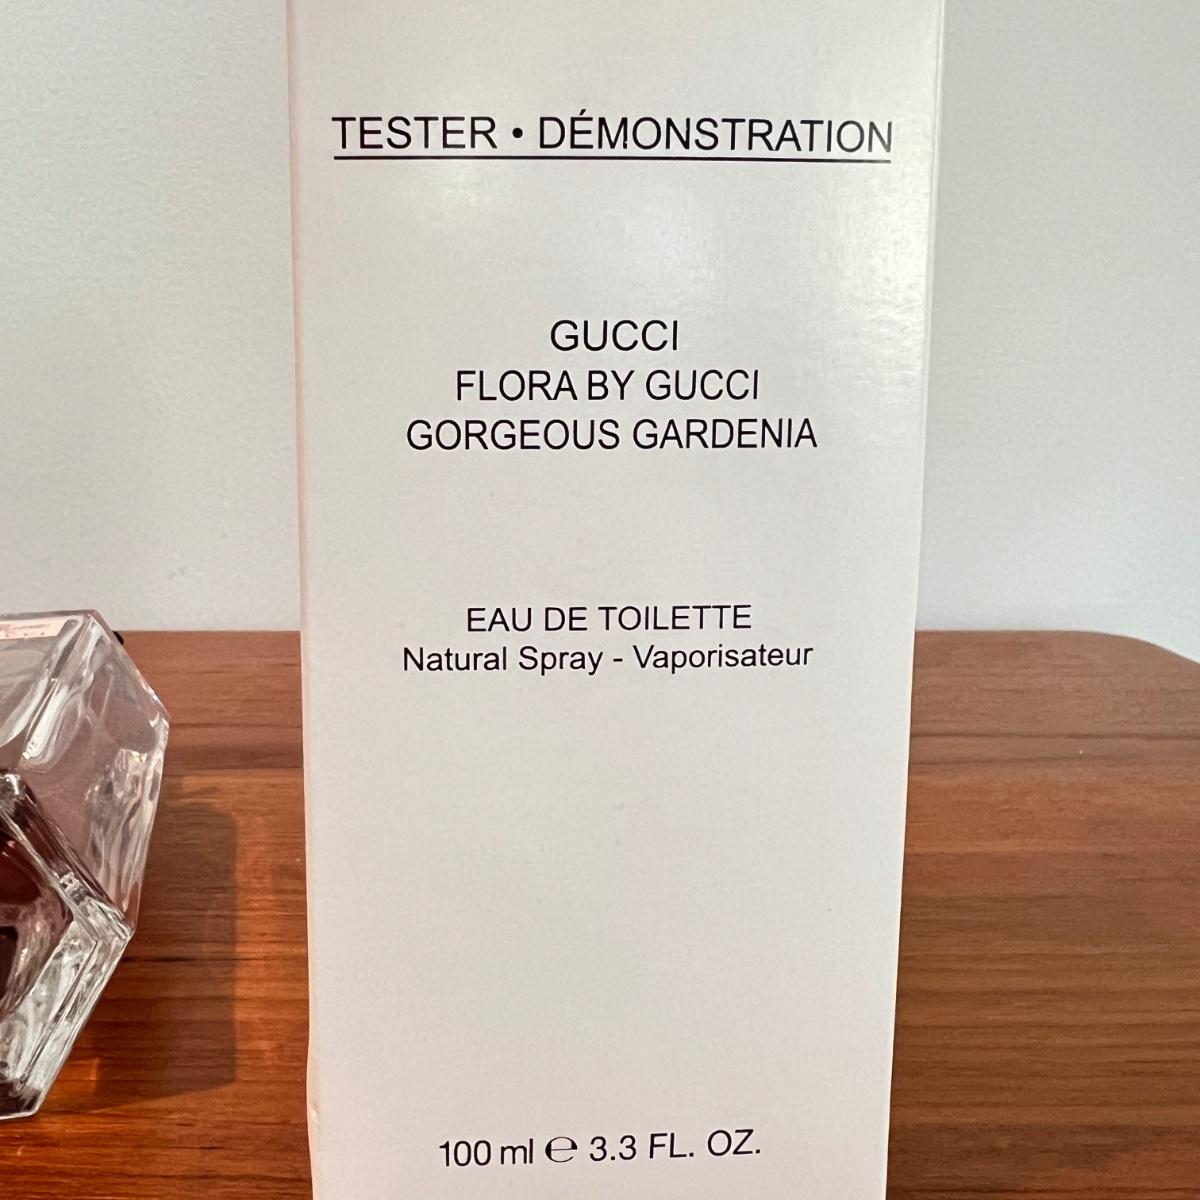 TESTER • DÉMONSTRATION
GUCCI
FLORA BY GUCCI
GORGEOUS GARDENIA
EAU DE TOILETTE
Natural Spray - Vaporisateur
100 ml ℮ 3.3 FL. OZ.